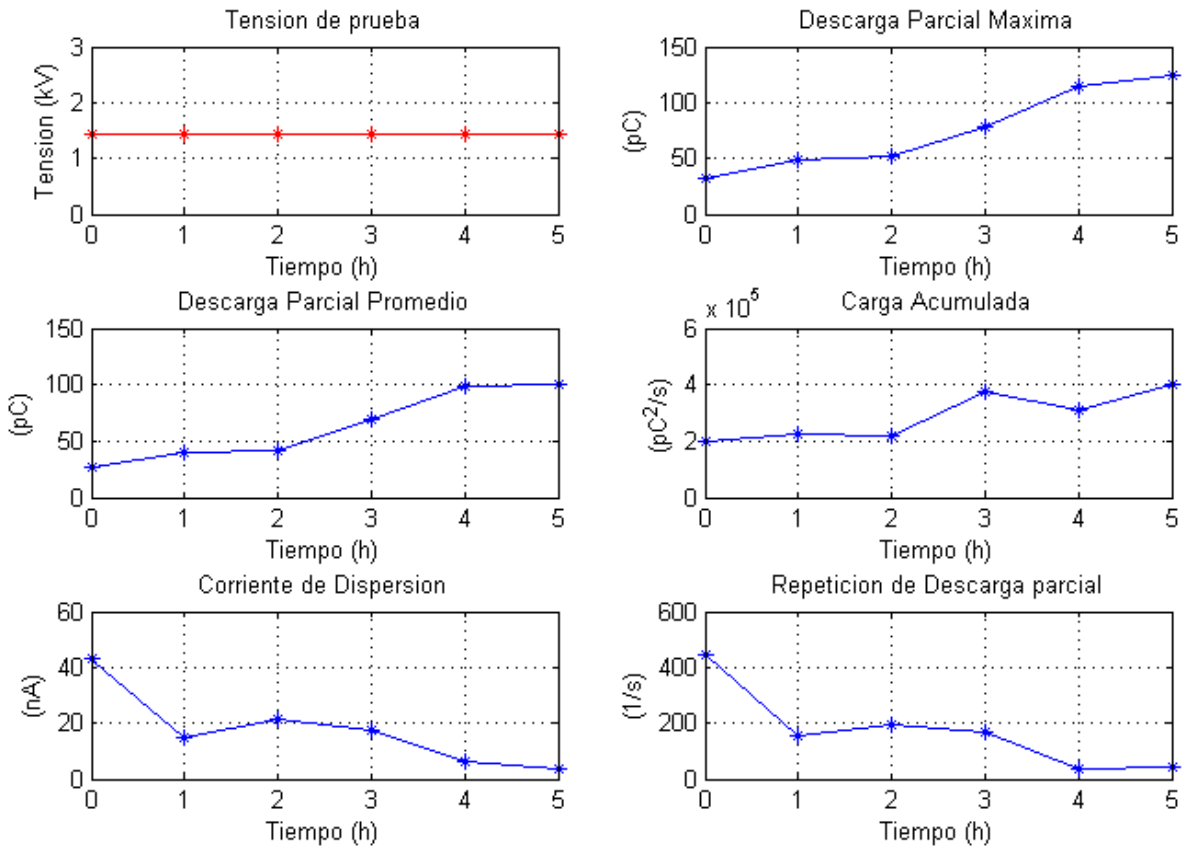 Tension de prueba
Tension (kV)
3
2
1
0
0 1 2 3 4 5
Tiempo (h)
Descarga Parcial Maxima
(pC)
150
100
50
0
0 1 2 3 4 5
Tiempo (h)
Descarga Parcial Promedio
(pC)
150
100
50
0
0 1 2 3 4 5
Tiempo (h)
Carga Acumulada
x 10^5
(pC^2/s)
6
4
2
0
0 1 2 3 4 5
Tiempo (h)
Corriente de Dispersion
(nA)
60
40
20
0
0 1 2 3 4 5
Tiempo (h)
Repeticion de Descarga parcial
(1/s)
600
400
200
0
0 1 2 3 4 5
Tiempo (h)